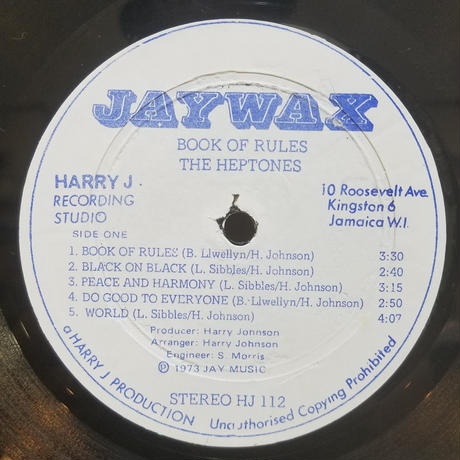 JAYWAX
BOOK OF RULES
THE HEPTONES
HARRY J
RECORDING
STUDIO
10 Roosevelt Ave
Kingston 6
Jamaica W.I.
SIDE ONE
1. BOOK OF RULES (B. Llwellyn/H. Johnson) 3:30
2. BLACK ON BLACK (L. Sibbles/H. Johnson) 2:40
3. PEACE AND HARMONY (L. Sibbles/H. Johnson) 3:15
4. DO GOOD TO EVERYONE (B. Llwellyn/H. Johnson) 2:50
5. WORLD (L. Sibbles/H. Johnson) 4:07
Producer: Harry Johnson
Arranger: Harry Johnson
Engineer: S. Morris
℗ 1973 JAY MUSIC
STEREO HJ 112
a HARRY J PRODUCTION Unauthorised Copying Prohibited